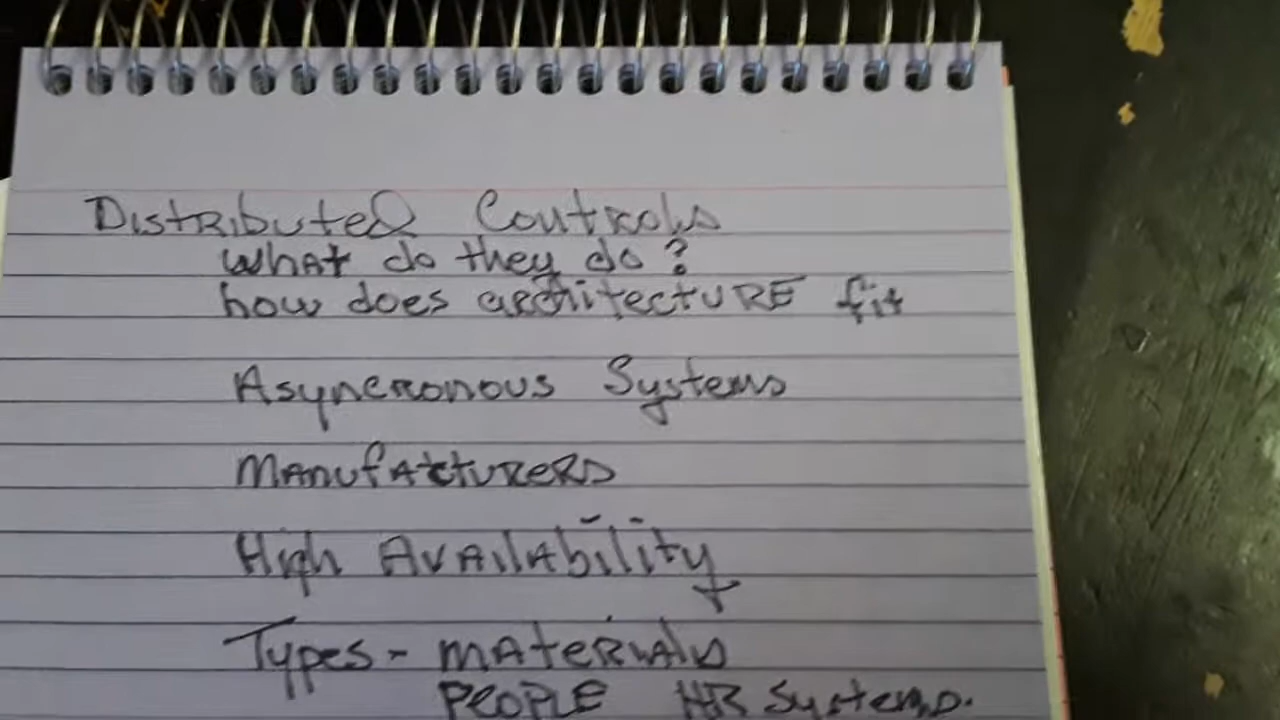 Distributed Controls
What do they do?
how does architecture fit
Asyncronous Systems
Manufacturers
High Availability
Types - materials
People HR Systems.